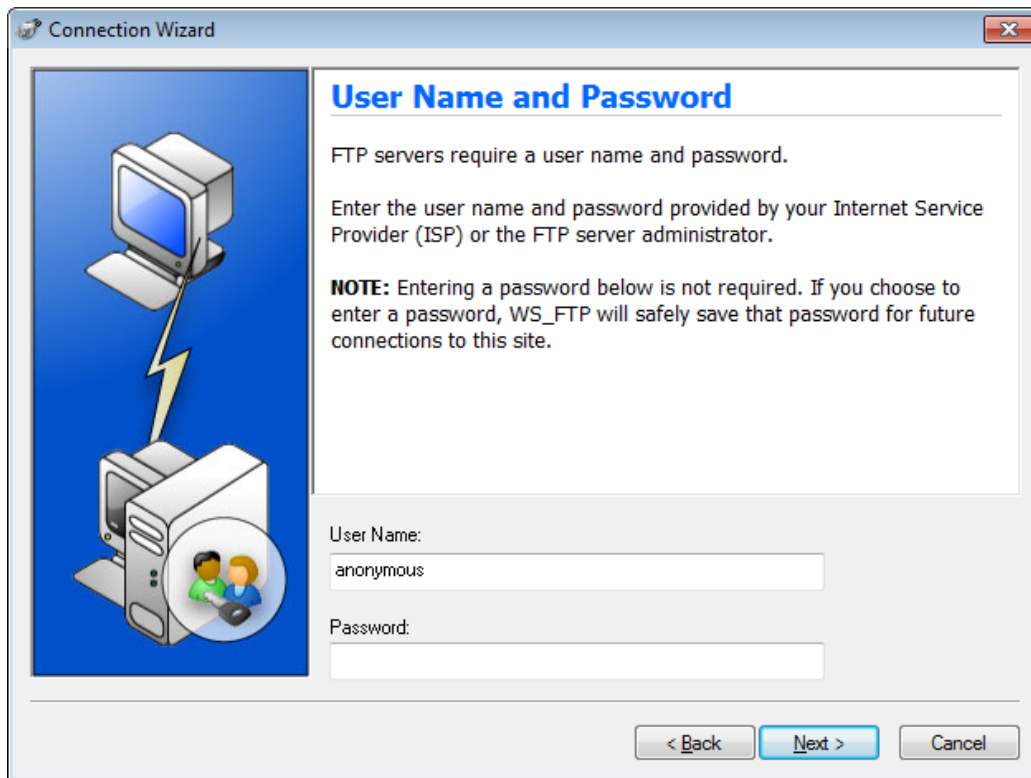 Connection Wizard
User Name and Password
FTP servers require a user name and password.
Enter the user name and password provided by your Internet Service
Provider (ISP) or the FTP server administrator.
NOTE: Entering a password below is not required. If you choose to
enter a password, WS_FTP will safely save that password for future
connections to this site.
User Name:
anonymous
Password:
< Back
Next >
Cancel